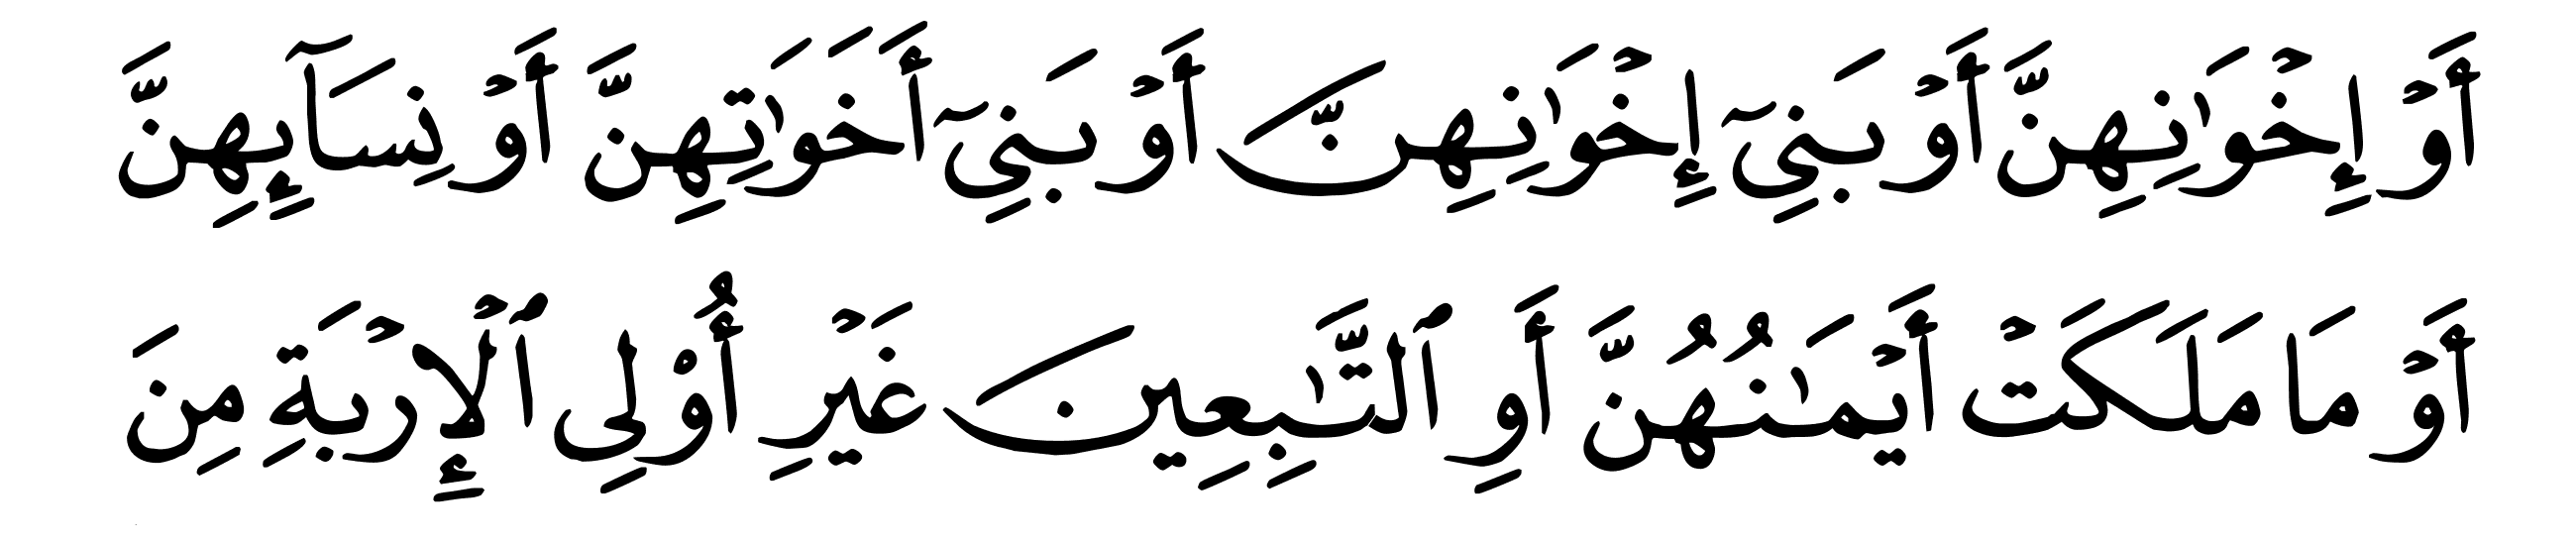 أَوۡ إِخۡوَٰنِهِنَّ أَوۡ بَنِيٓ إِخۡوَٰنِهِنَّ أَوۡ بَنِيٓ أَخَوَٰتِهِنَّ أَوۡ نِسَآئِهِنَّ
أَوۡ مَا مَلَكَتۡ أَيۡمَٰنُهُنَّ أَوِ ٱلتَّٰبِعِينَ غَيۡرِ أُوْلِي ٱلۡإِرۡبَةِ مِنَ